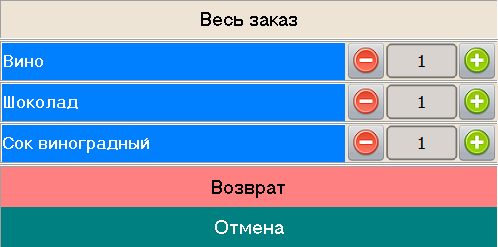 Весь заказ
Вино 1
Шоколад 1
Сок виноградный 1
Возврат
Отмена